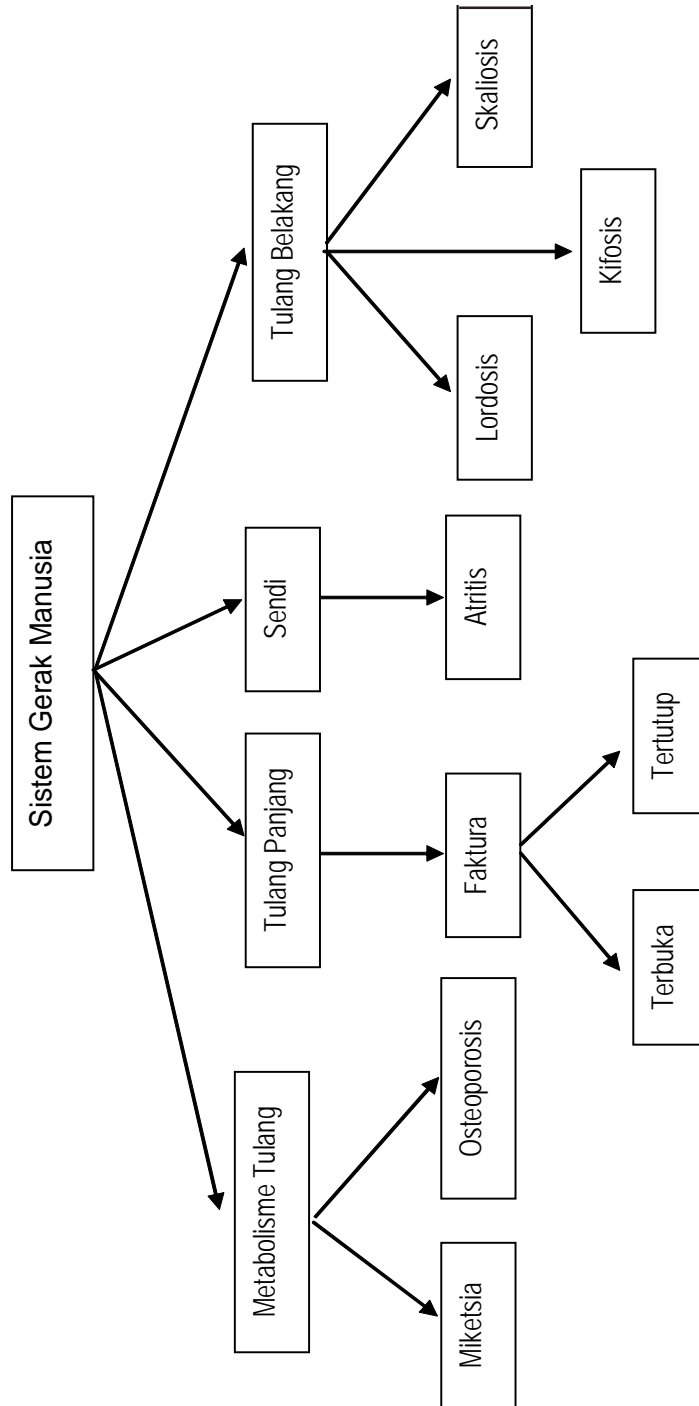 Sistem Gerak Manusia
Metabolisme Tulang
Tulang Panjang
Sendi
Tulang Belakang
Miketsia
Osteoporosis
Faktura
Atritis
Lordosis
Kifosis
Skaliosis
Terbuka
Tertutup